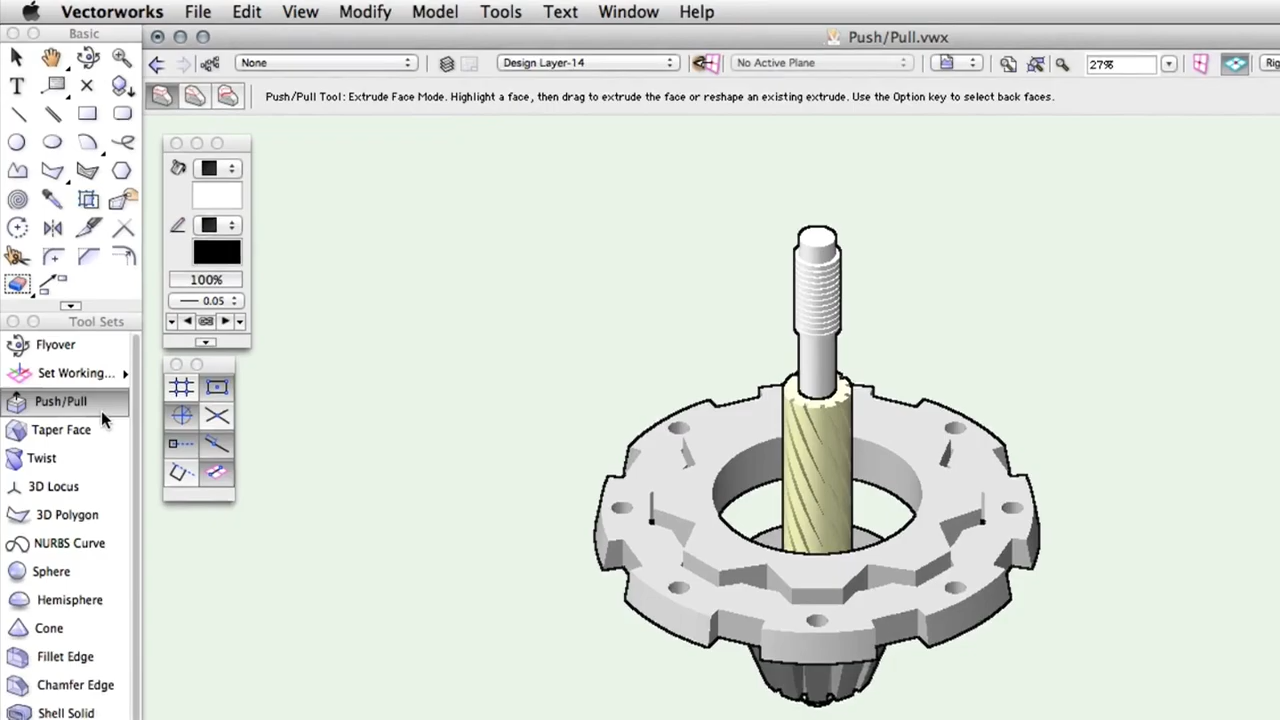 Vectorworks File Edit View Modify Model Tools Text Window Help
Basic
Push/Pull.vwx
None
Design Layer-14
No Active Plane
27%
Rig
Push/Pull Tool: Extrude Face Mode. Highlight a face, then drag to extrude the face or reshape an existing extrude. Use the Option key to select back faces.
100%
0.05
Tool Sets
Flyover
Set Working...
Push/Pull
Taper Face
Twist
3D Locus
3D Polygon
NURBS Curve
Sphere
Hemisphere
Cone
Fillet Edge
Chamfer Edge
Shell Solid